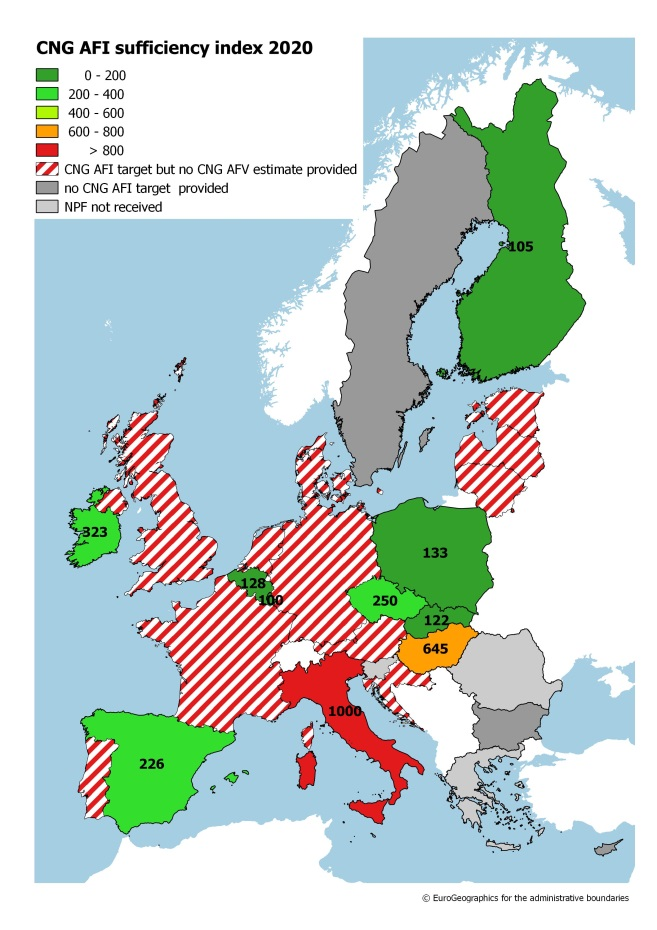 CNG AFI sufficiency index 2020
0 - 200
200 - 400
400 - 600
600 - 800
> 800
CNG AFI target but no CNG AFV estimate provided
no CNG AFI target provided
NPF not received
105
323
133
128
100
250
122
645
1000
226
© EuroGeographics for the administrative boundaries